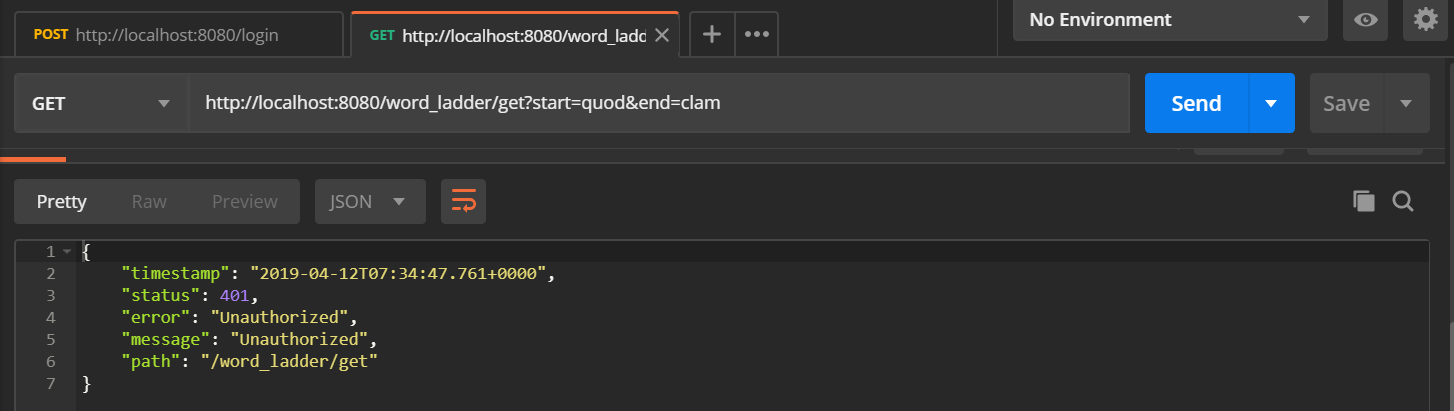 POST http://localhost:8080/login
GET http://localhost:8080/word_ladd
No Environment
GET
http://localhost:8080/word_ladder/get?start=quod&end=clam
Send
Save
Pretty
Raw
Preview
JSON
1 {
2 "timestamp": "2019-04-12T07:34:47.761+0000",
3 "status": 401,
4 "error": "Unauthorized",
5 "message": "Unauthorized",
6 "path": "/word_ladder/get"
7 }